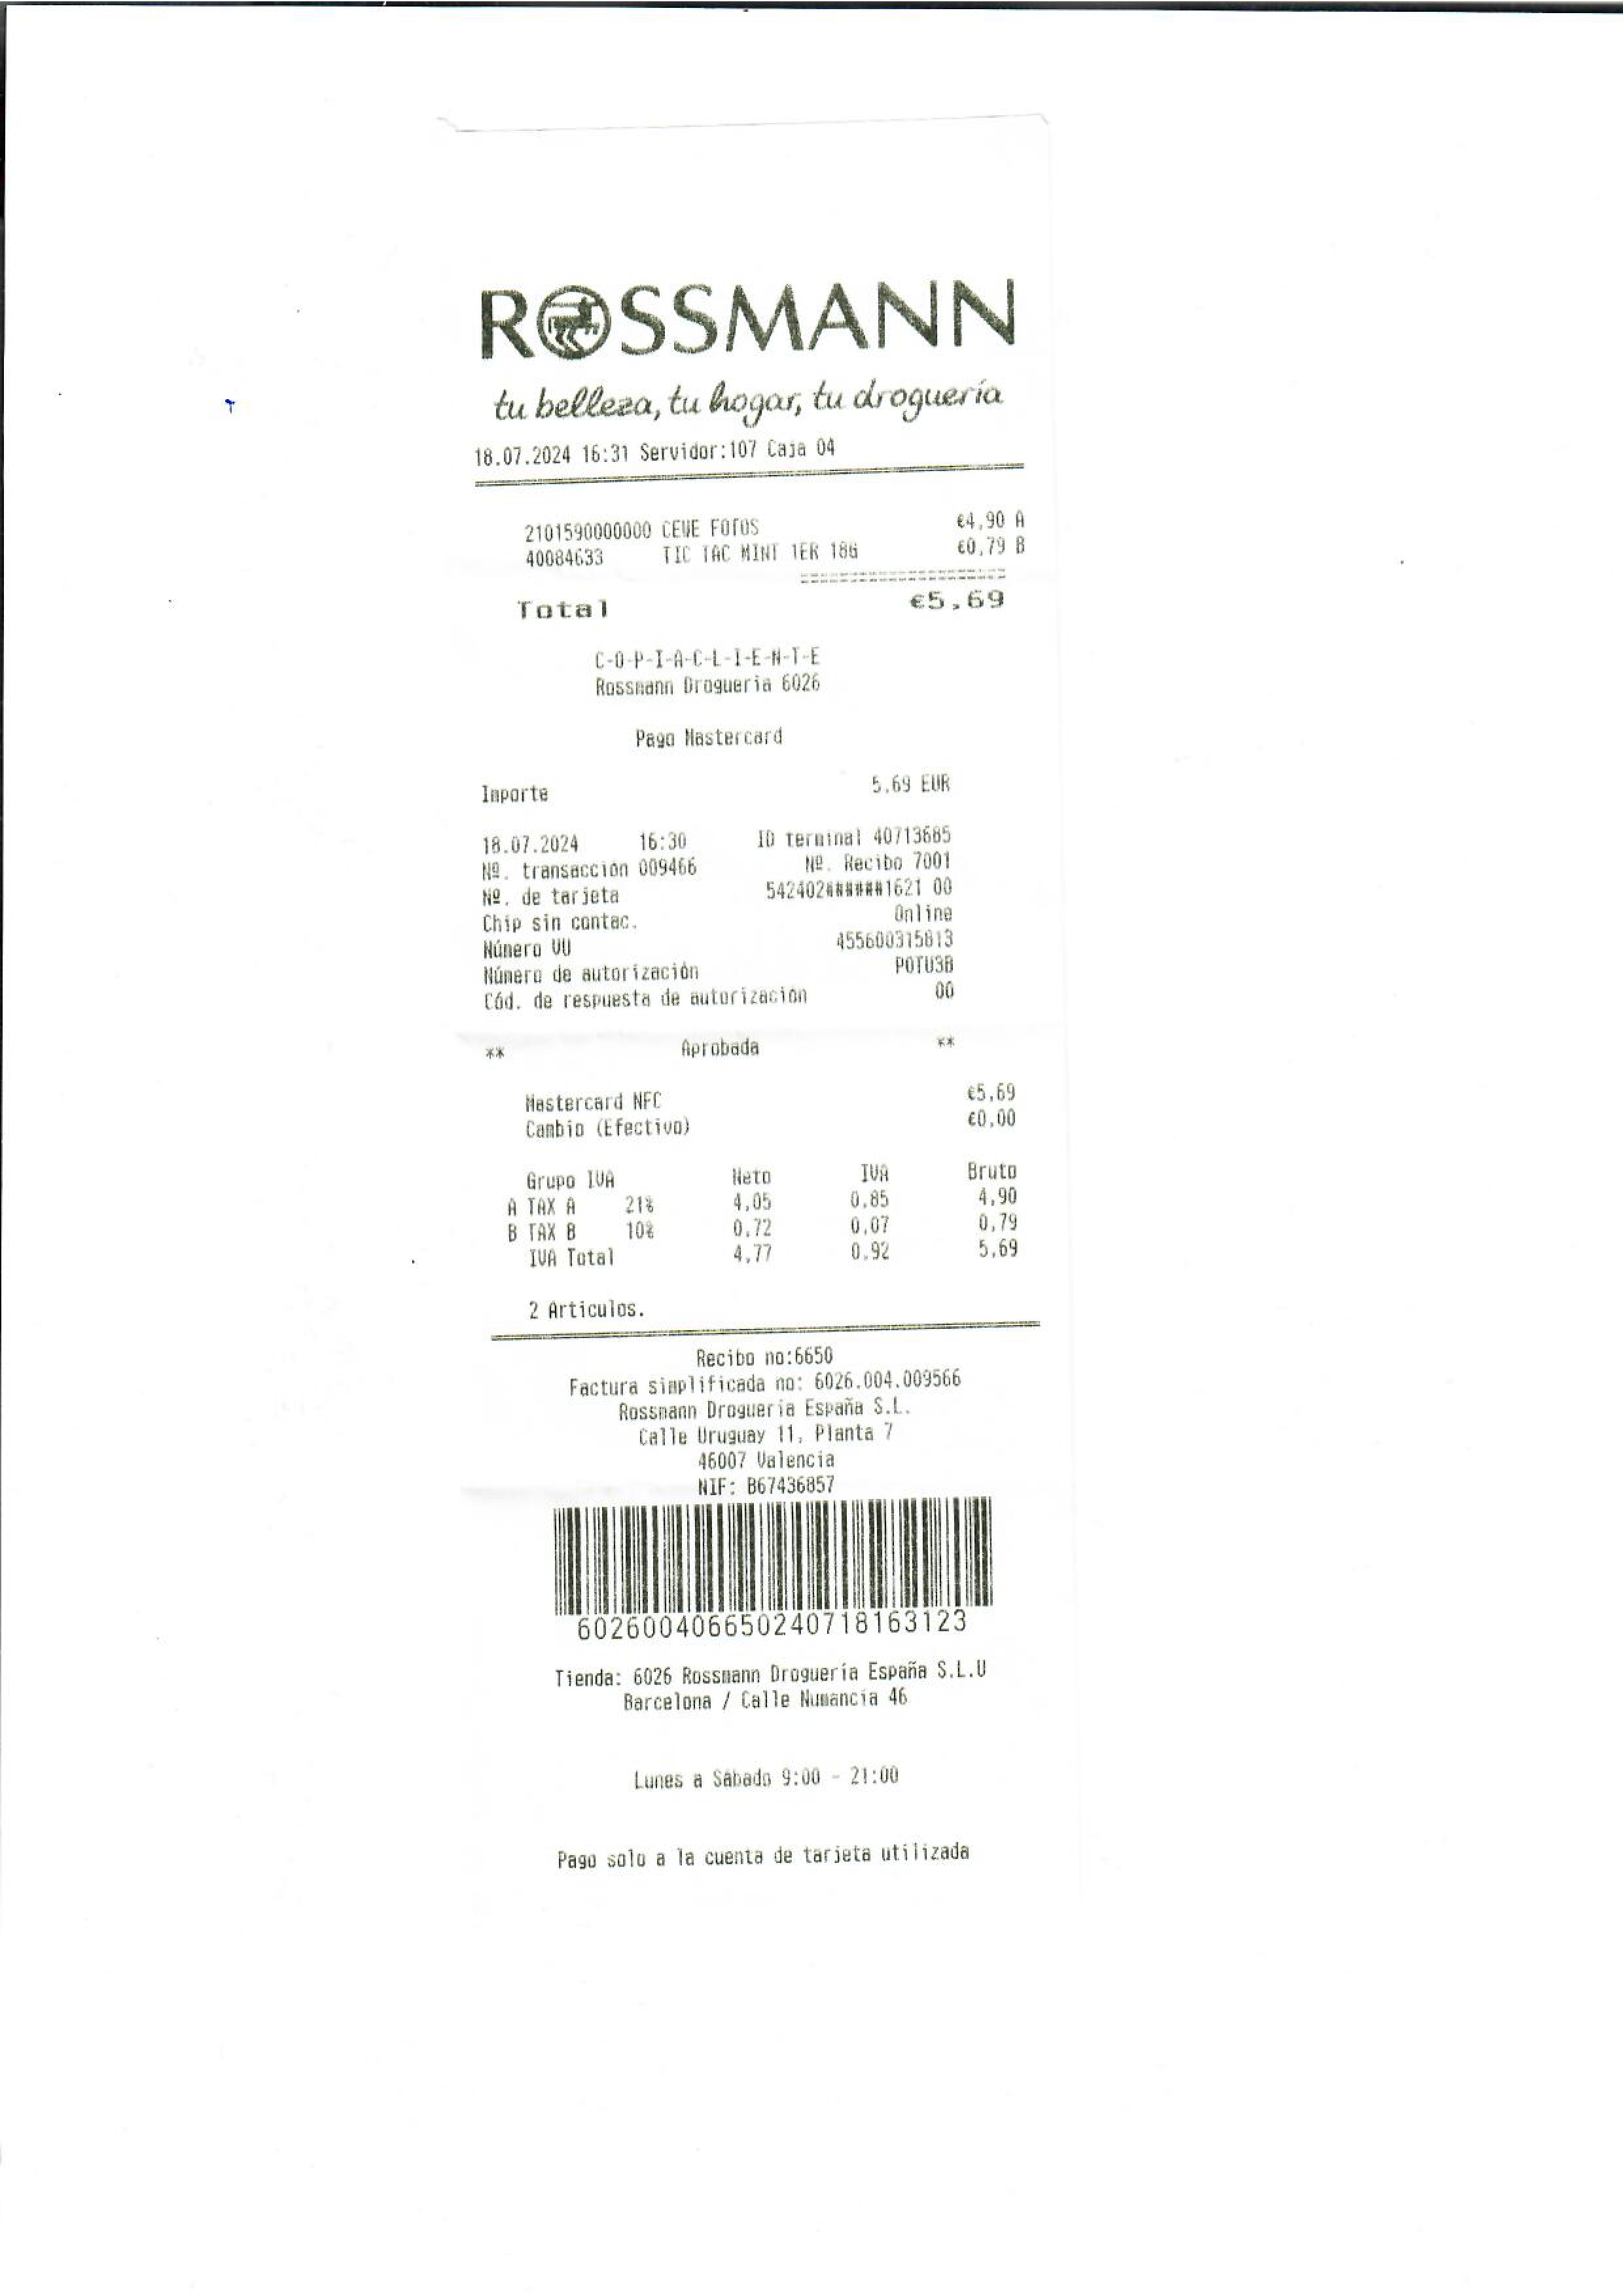 ROSSMANN
tu belleza, tu hogar, tu droguería
18.07.2024 16:31 Servidor:107 Caja 04
2101590000000 CEWE FOTOS €4,90 A
40084633 TIC TAC MINT 1ER 18G €0,79 B
Total €5,69
C-O-P-I-A-C-L-I-E-N-T-E
Rossmann Drogueria 6026
Pago Mastercard
Importe 5,69 EUR
18.07.2024 16:30 ID terminal 40713685
Nº. transacción 009466 Nº. Recibo 7001
Nº. de tarjeta 542402######1621 00
Chip sin contac. Online
Número VU 455600315813
Número de autorización POTU3B
Cód. de respuesta de autorización 00
** Aprobada **
Mastercard NFC €5,69
Cambio (Efectivo) €0,00
Grupo IVA Neto IVA Bruto
A TAX A 21% 4,05 0,85 4,90
B TAX B 10% 0,72 0,07 0,79
IVA Total 4,77 0,92 5,69
2 Articulos.
Recibo no:6650
Factura simplificada no: 6026.004.009566
Rossmann Drogueria España S.L.
Calle Uruguay 11, Planta 7
46007 Valencia
NIF: B67436857
6026004066502407181631​23
Tienda: 6026 Rossmann Droguería España S.L.U
Barcelona / Calle Numancia 46
Lunes a Sábado 9:00 - 21:00
Pago solo a la cuenta de tarjeta utilizada